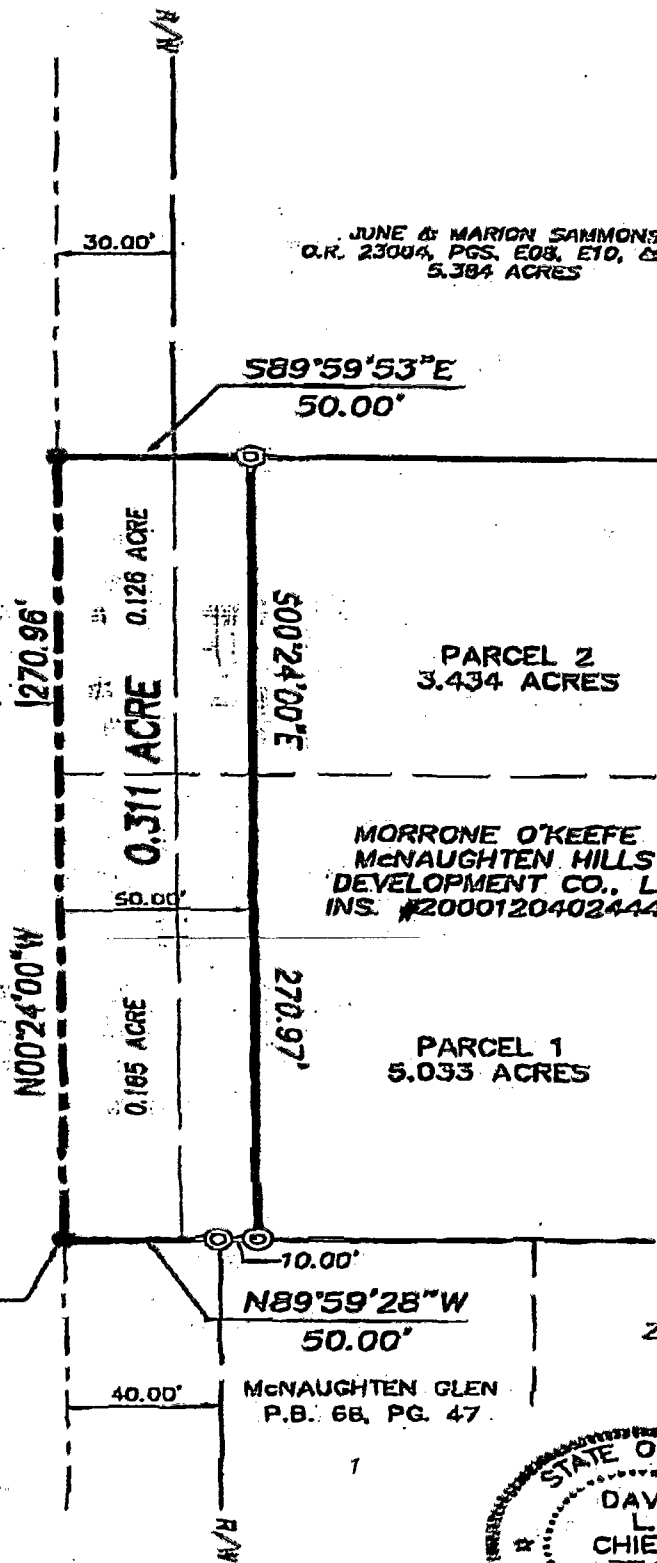 R/W
30.00'
JUNE & MARION SAMMONS
O.R. 23004, PGS. E08, E10, &
5.384 ACRES
S89°59'53"E
50.00'
270.96'
N00°24'00"W
0.126 ACRE
0.311 ACRE
0.185 ACRE
50.00'
S00°24'00"E
270.97'
PARCEL 2
3.434 ACRES
MORRONE O'KEEFE
McNAUGHTEN HILLS
DEVELOPMENT CO., L
INS. #2000120402444
PARCEL 1
5.033 ACRES
10.00'
N89°59'28"W
50.00'
40.00'
McNAUGHTEN GLEN
P.B. 68, PG. 47
1
2
R/W
STATE O
DAV
L.
CHIE